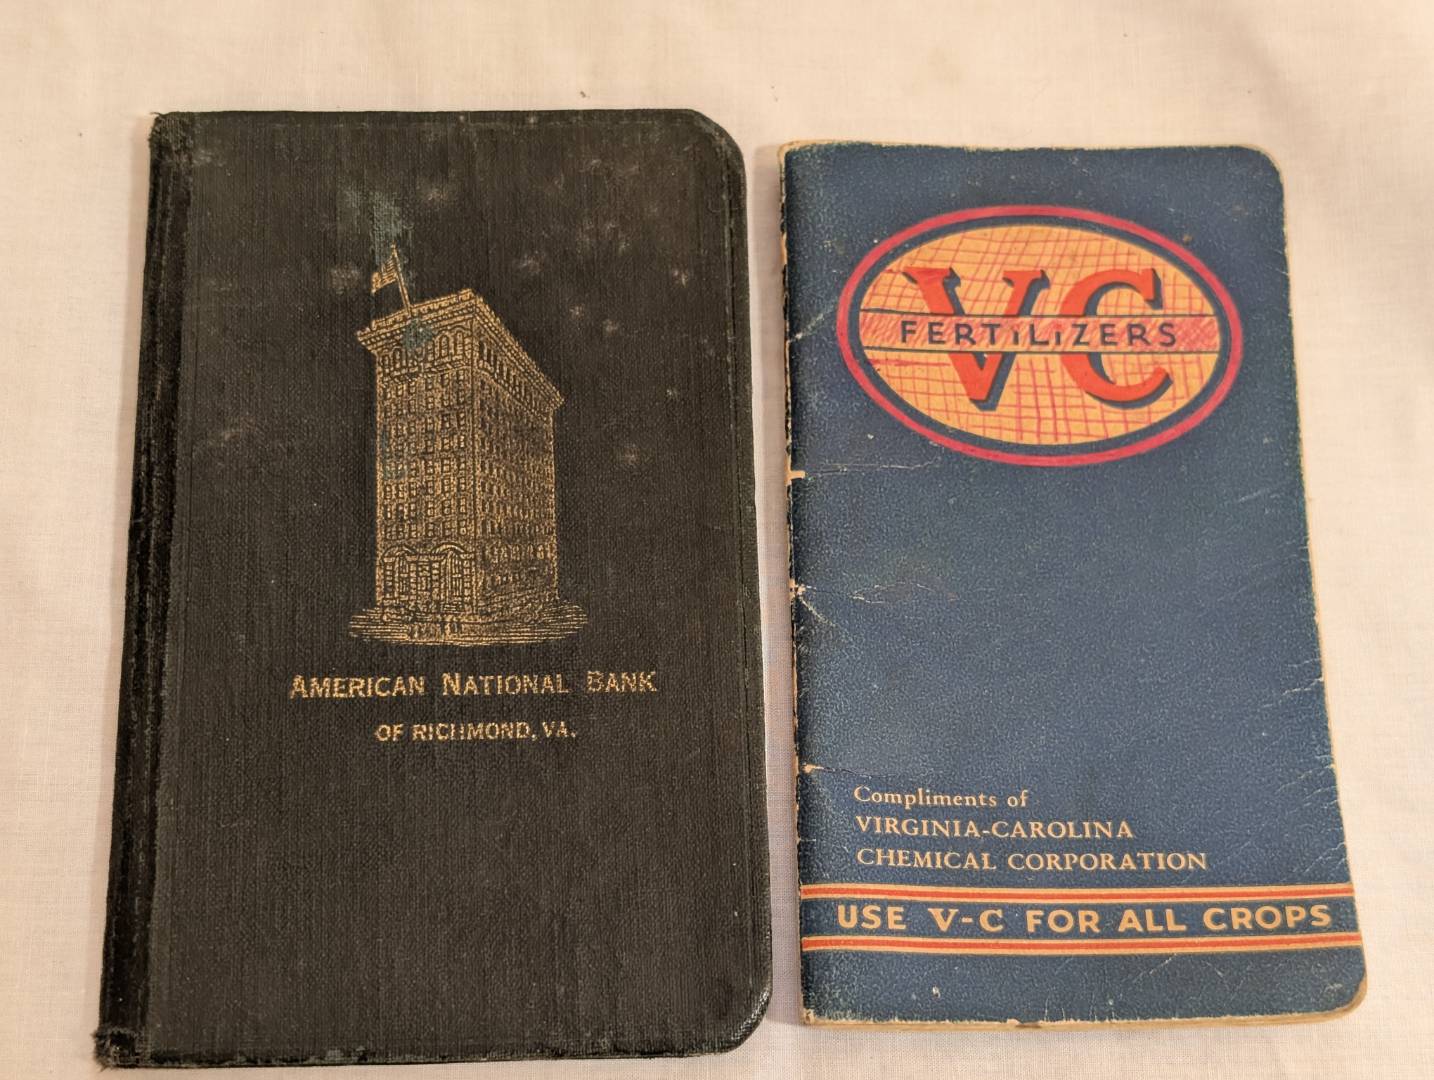 AMERICAN NATIONAL BANK
OF RICHMOND, VA.
VC
FERTiLiZERS
Compliments of
VIRGINIA-CAROLINA
CHEMICAL CORPORATION
USE V-C FOR ALL CROPS